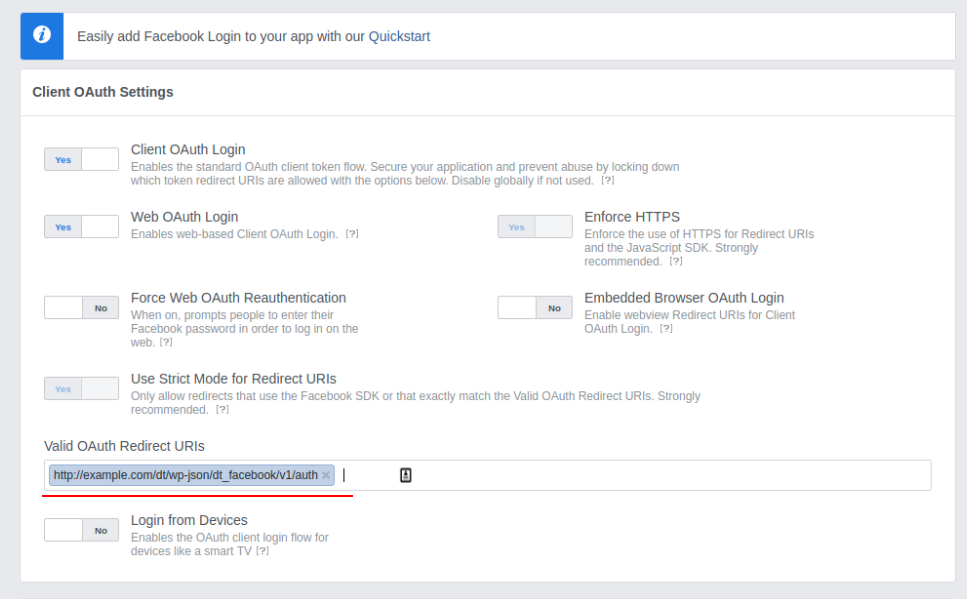 Easily add Facebook Login to your app with our Quickstart
Client OAuth Settings
Yes
Client OAuth Login
Enables the standard OAuth client token flow. Secure your application and prevent abuse by locking down
which token redirect URIs are allowed with the options below. Disable globally if not used. [?]
Yes
Web OAuth Login
Enables web-based Client OAuth Login. [?]
Yes
Enforce HTTPS
Enforce the use of HTTPS for Redirect URIs
and the JavaScript SDK. Strongly
recommended. [?]
No
Force Web OAuth Reauthentication
When on, prompts people to enter their
Facebook password in order to log in on the
web. [?]
No
Embedded Browser OAuth Login
Enable webview Redirect URIs for Client
OAuth Login. [?]
Yes
Use Strict Mode for Redirect URIs
Only allow redirects that use the Facebook SDK or that exactly match the Valid OAuth Redirect URIs. Strongly
recommended. [?]
Valid OAuth Redirect URIs
http://example.com/dt/wp-json/dt_facebook/v1/auth ×
No
Login from Devices
Enables the OAuth client login flow for
devices like a smart TV [?]